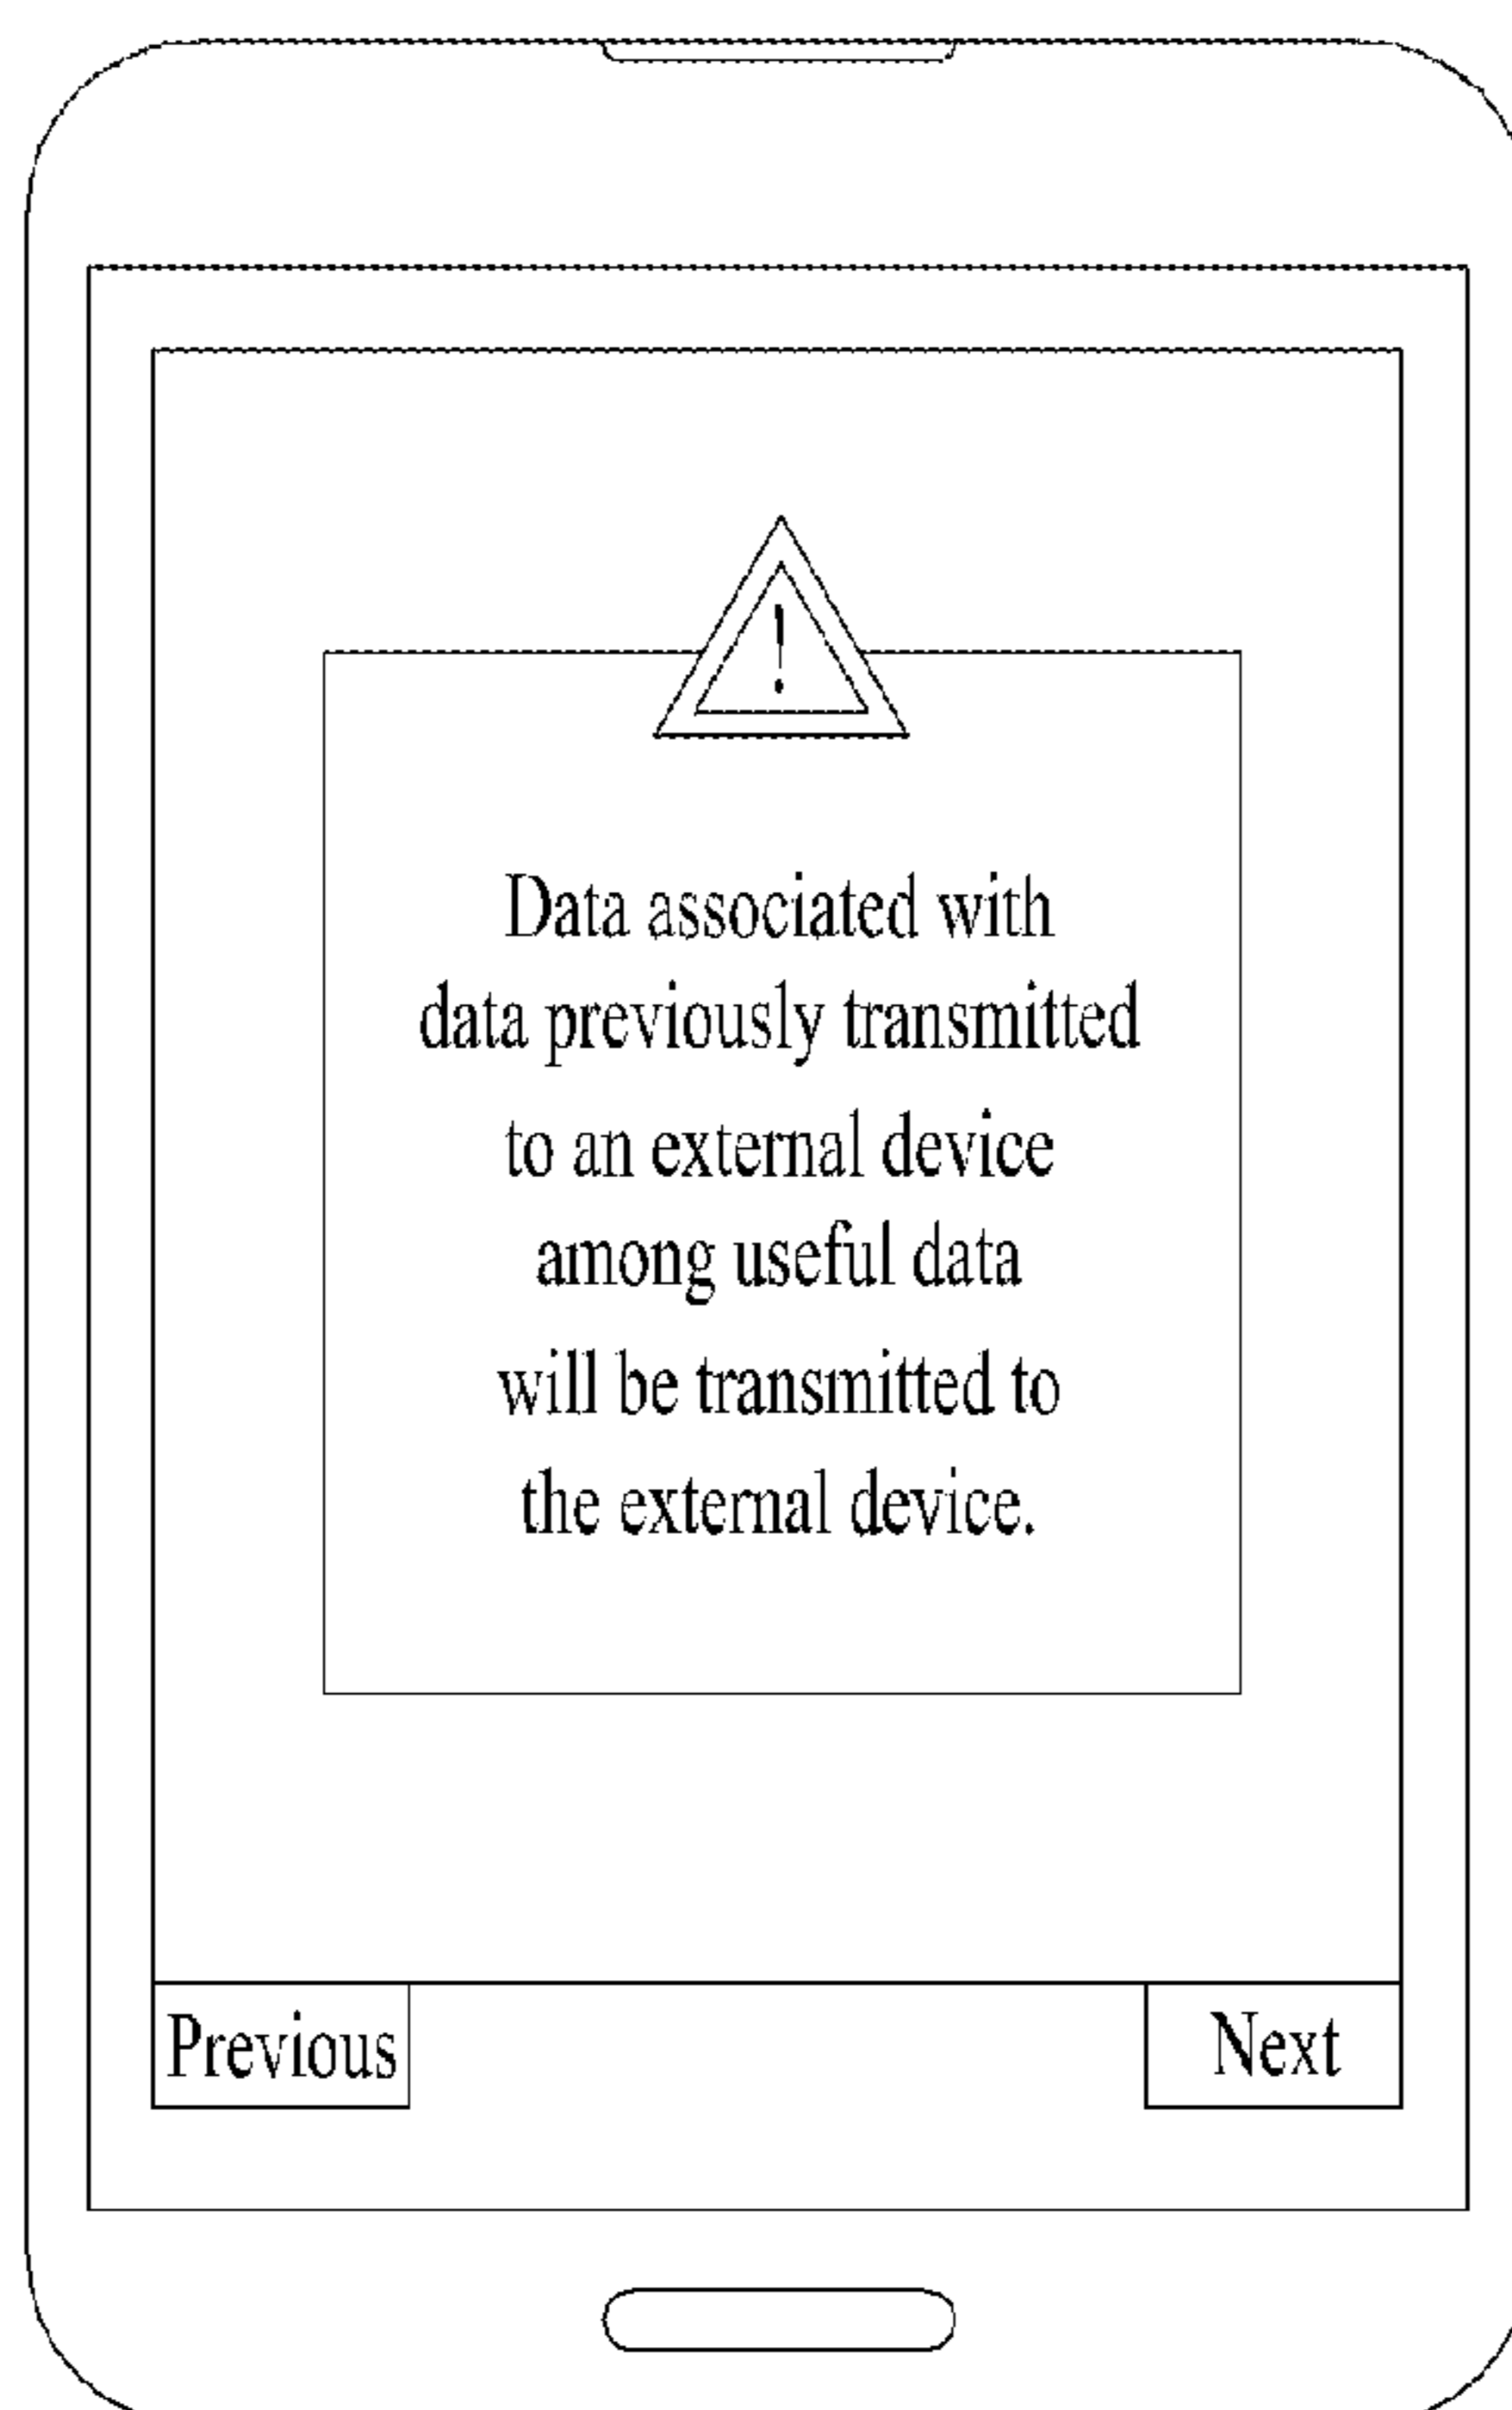 !
Data associated with
data previously transmitted
to an external device
among useful data
will be transmitted to
the external device.
Previous
Next